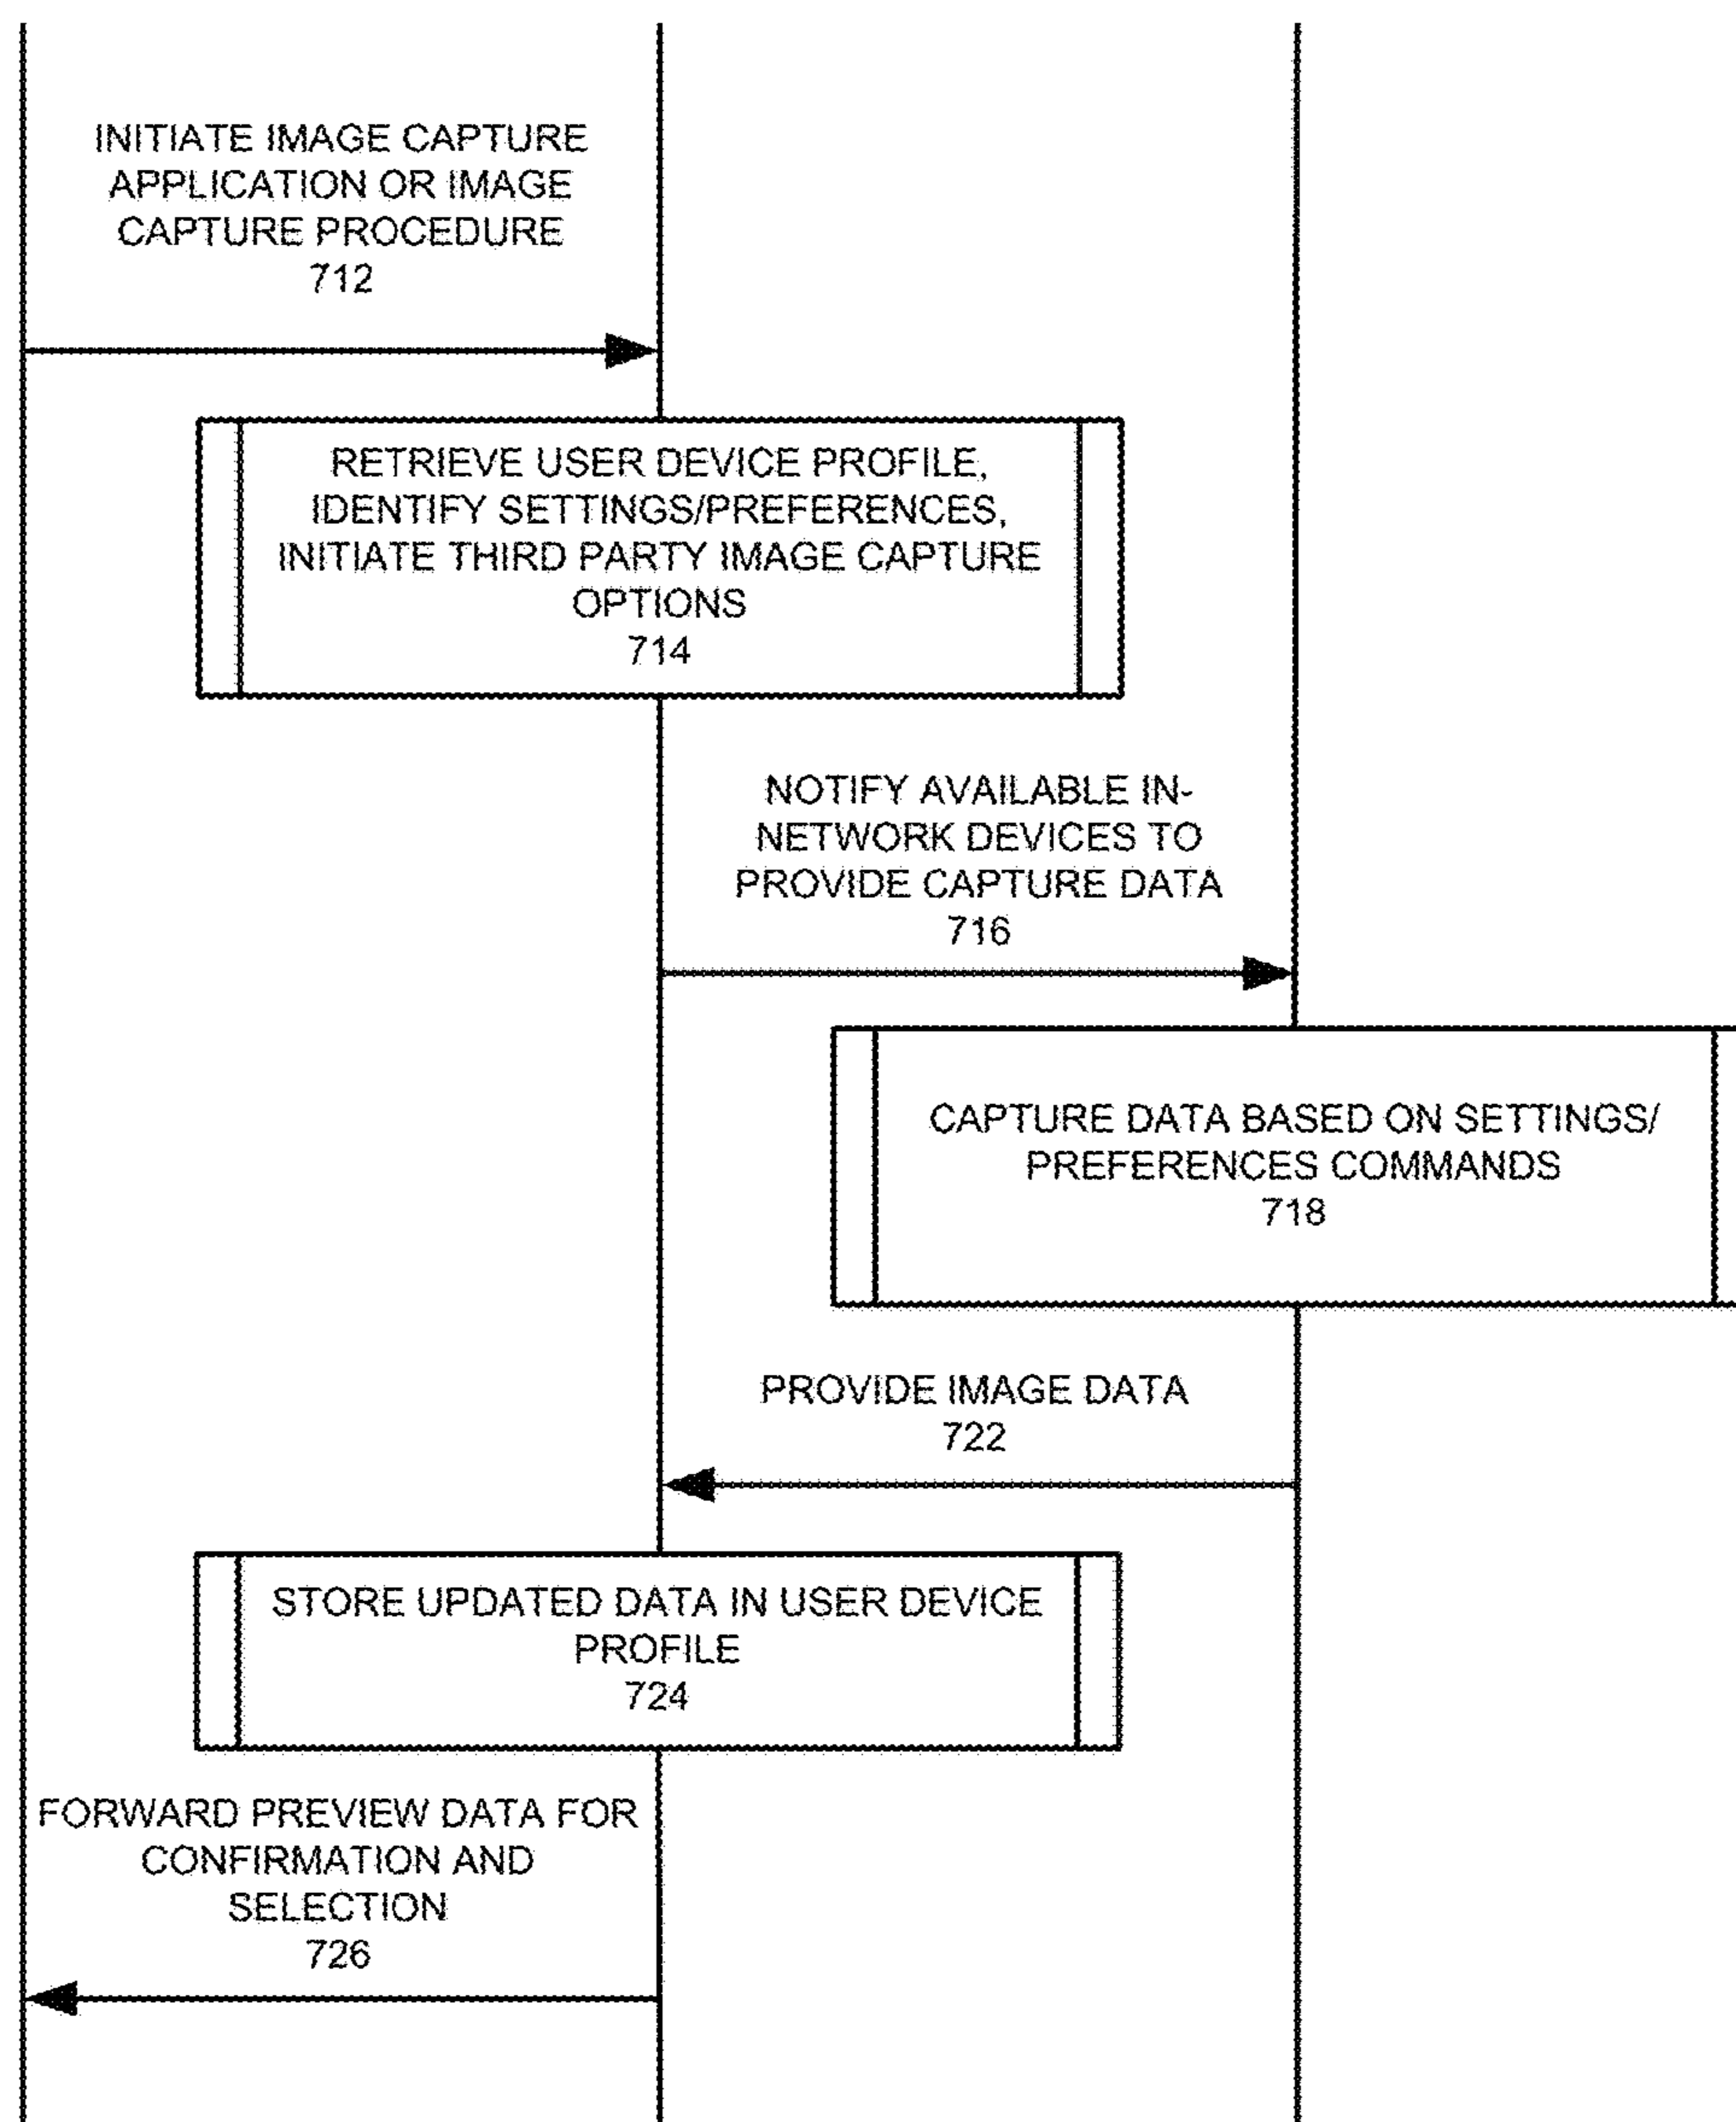 INITIATE IMAGE CAPTURE
APPLICATION OR IMAGE
CAPTURE PROCEDURE
712
RETRIEVE USER DEVICE PROFILE,
IDENTIFY SETTINGS/PREFERENCES,
INITIATE THIRD PARTY IMAGE CAPTURE
OPTIONS
714
NOTIFY AVAILABLE IN-
NETWORK DEVICES TO
PROVIDE CAPTURE DATA
716
CAPTURE DATA BASED ON SETTINGS/
PREFERENCES COMMANDS
718
PROVIDE IMAGE DATA
722
STORE UPDATED DATA IN USER DEVICE
PROFILE
724
FORWARD PREVIEW DATA FOR
CONFIRMATION AND
SELECTION
726